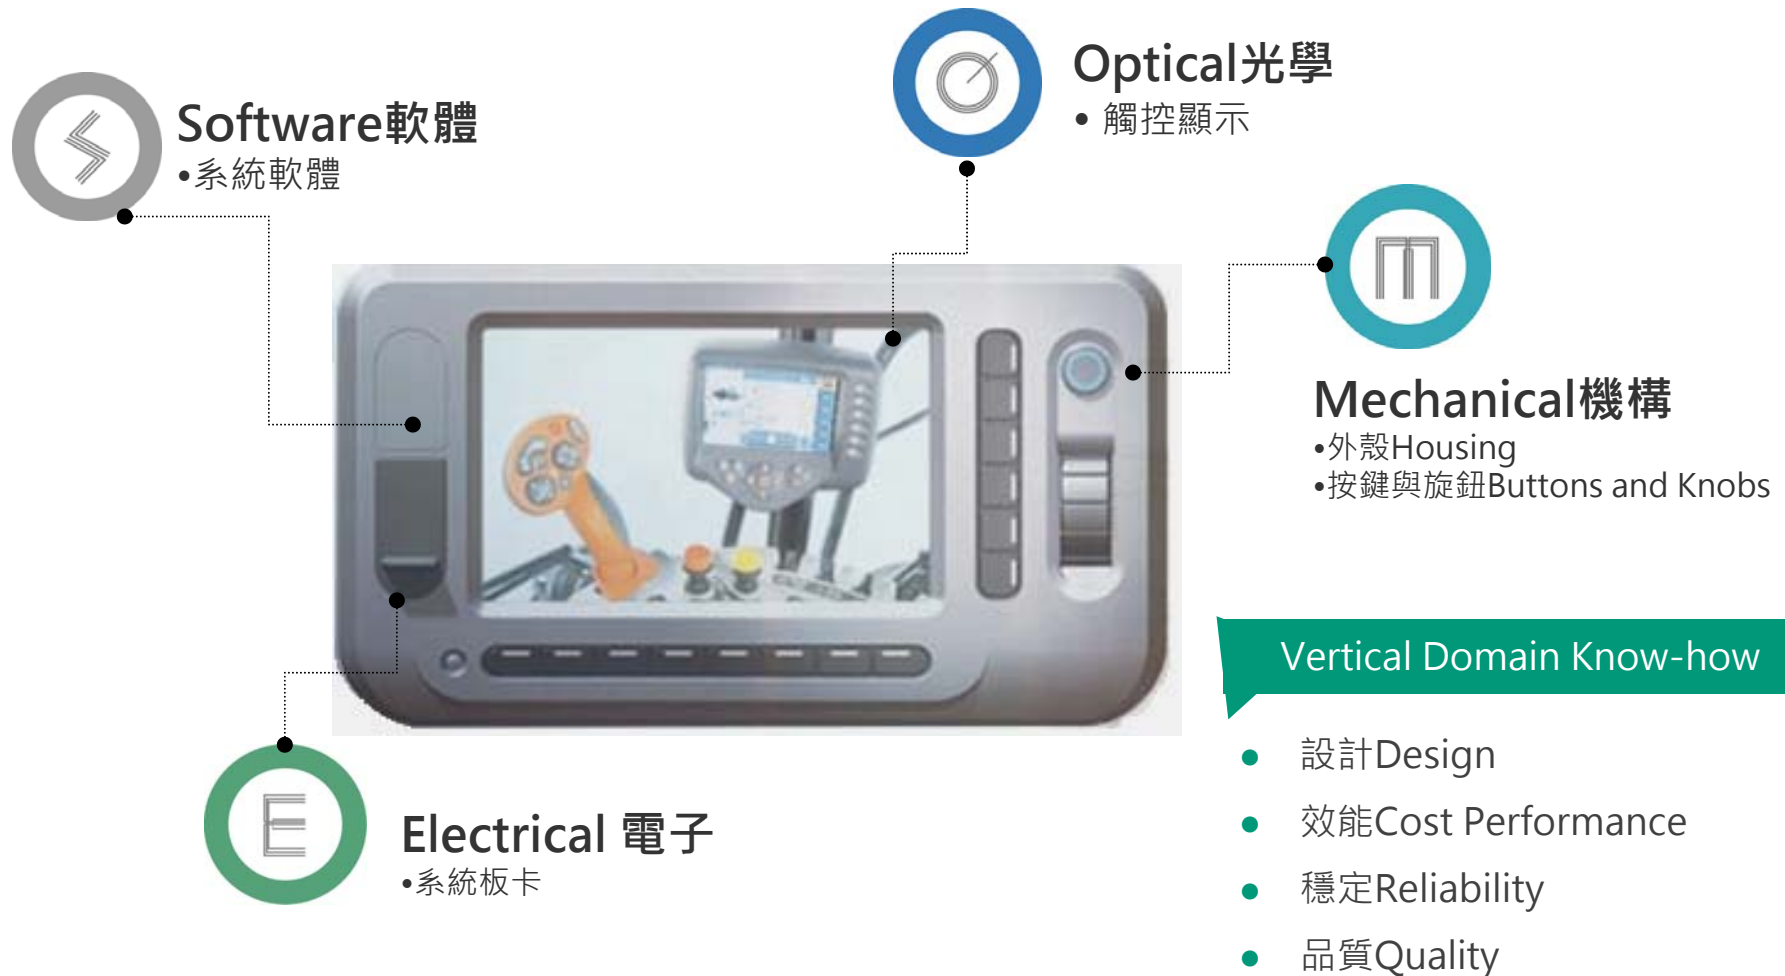 Software軟體
•系統軟體
Optical光學
• 觸控顯示
Mechanical機構
•外殼Housing
•按鍵與旋鈕Buttons and Knobs
Electrical 電子
•系統板卡
Vertical Domain Know-how
● 設計Design
● 效能Cost Performance
● 穩定Reliability
● 品質Quality